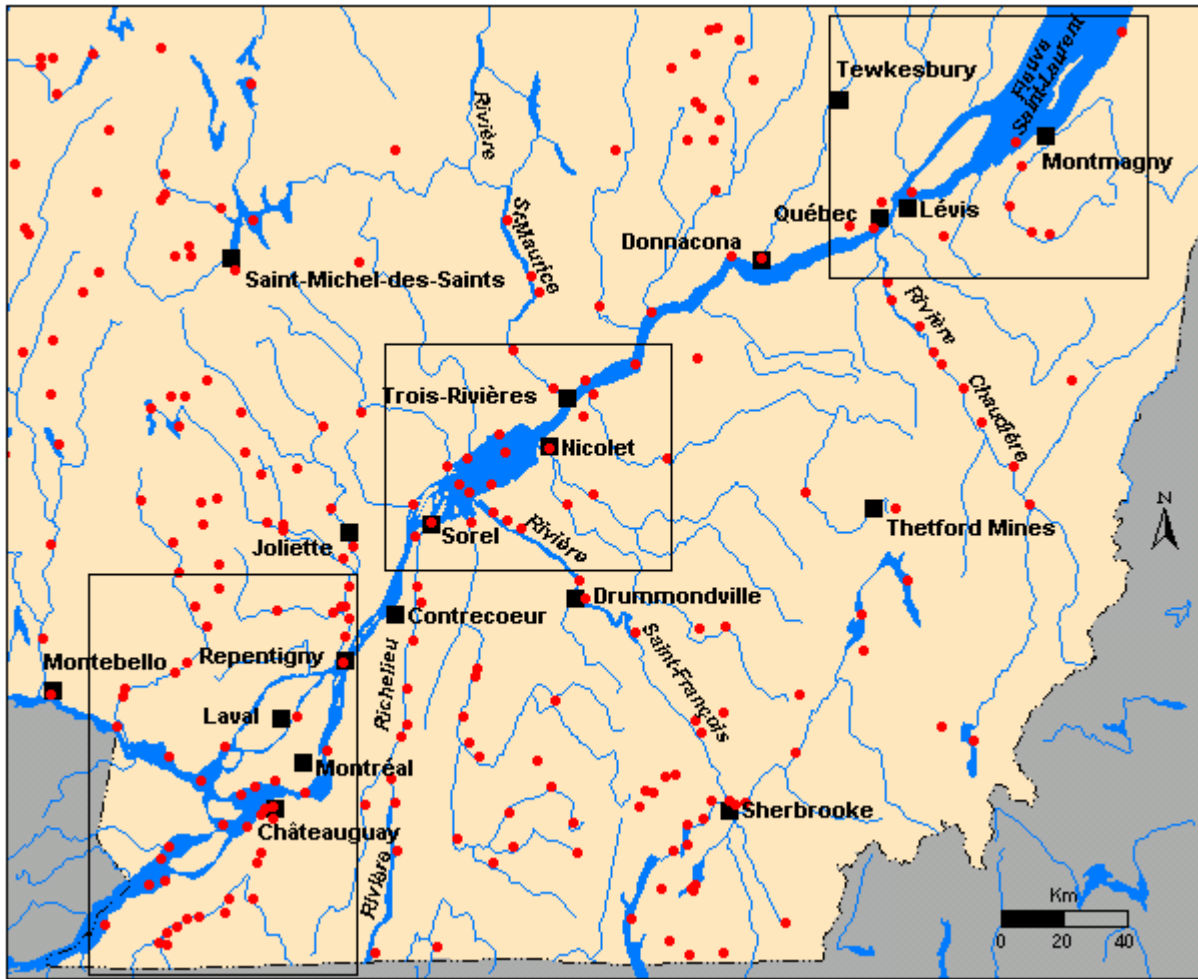 Fleuve
Saint-Laurent
Tewkesbury
Montmagny
Rivière
St-Maurice
Québec
Lévis
Donnacona
Saint-Michel-des-Saints
Rivière
Chaudière
Trois-Rivières
Nicolet
Sorel
Rivière
Thetford Mines
N
Joliette
Drummondville
Contrecoeur
Saint-François
Montebello
Repentigny
Richelieu
Laval
Montréal
Châteauguay
Sherbrooke
Rivière
Km
0 20 40